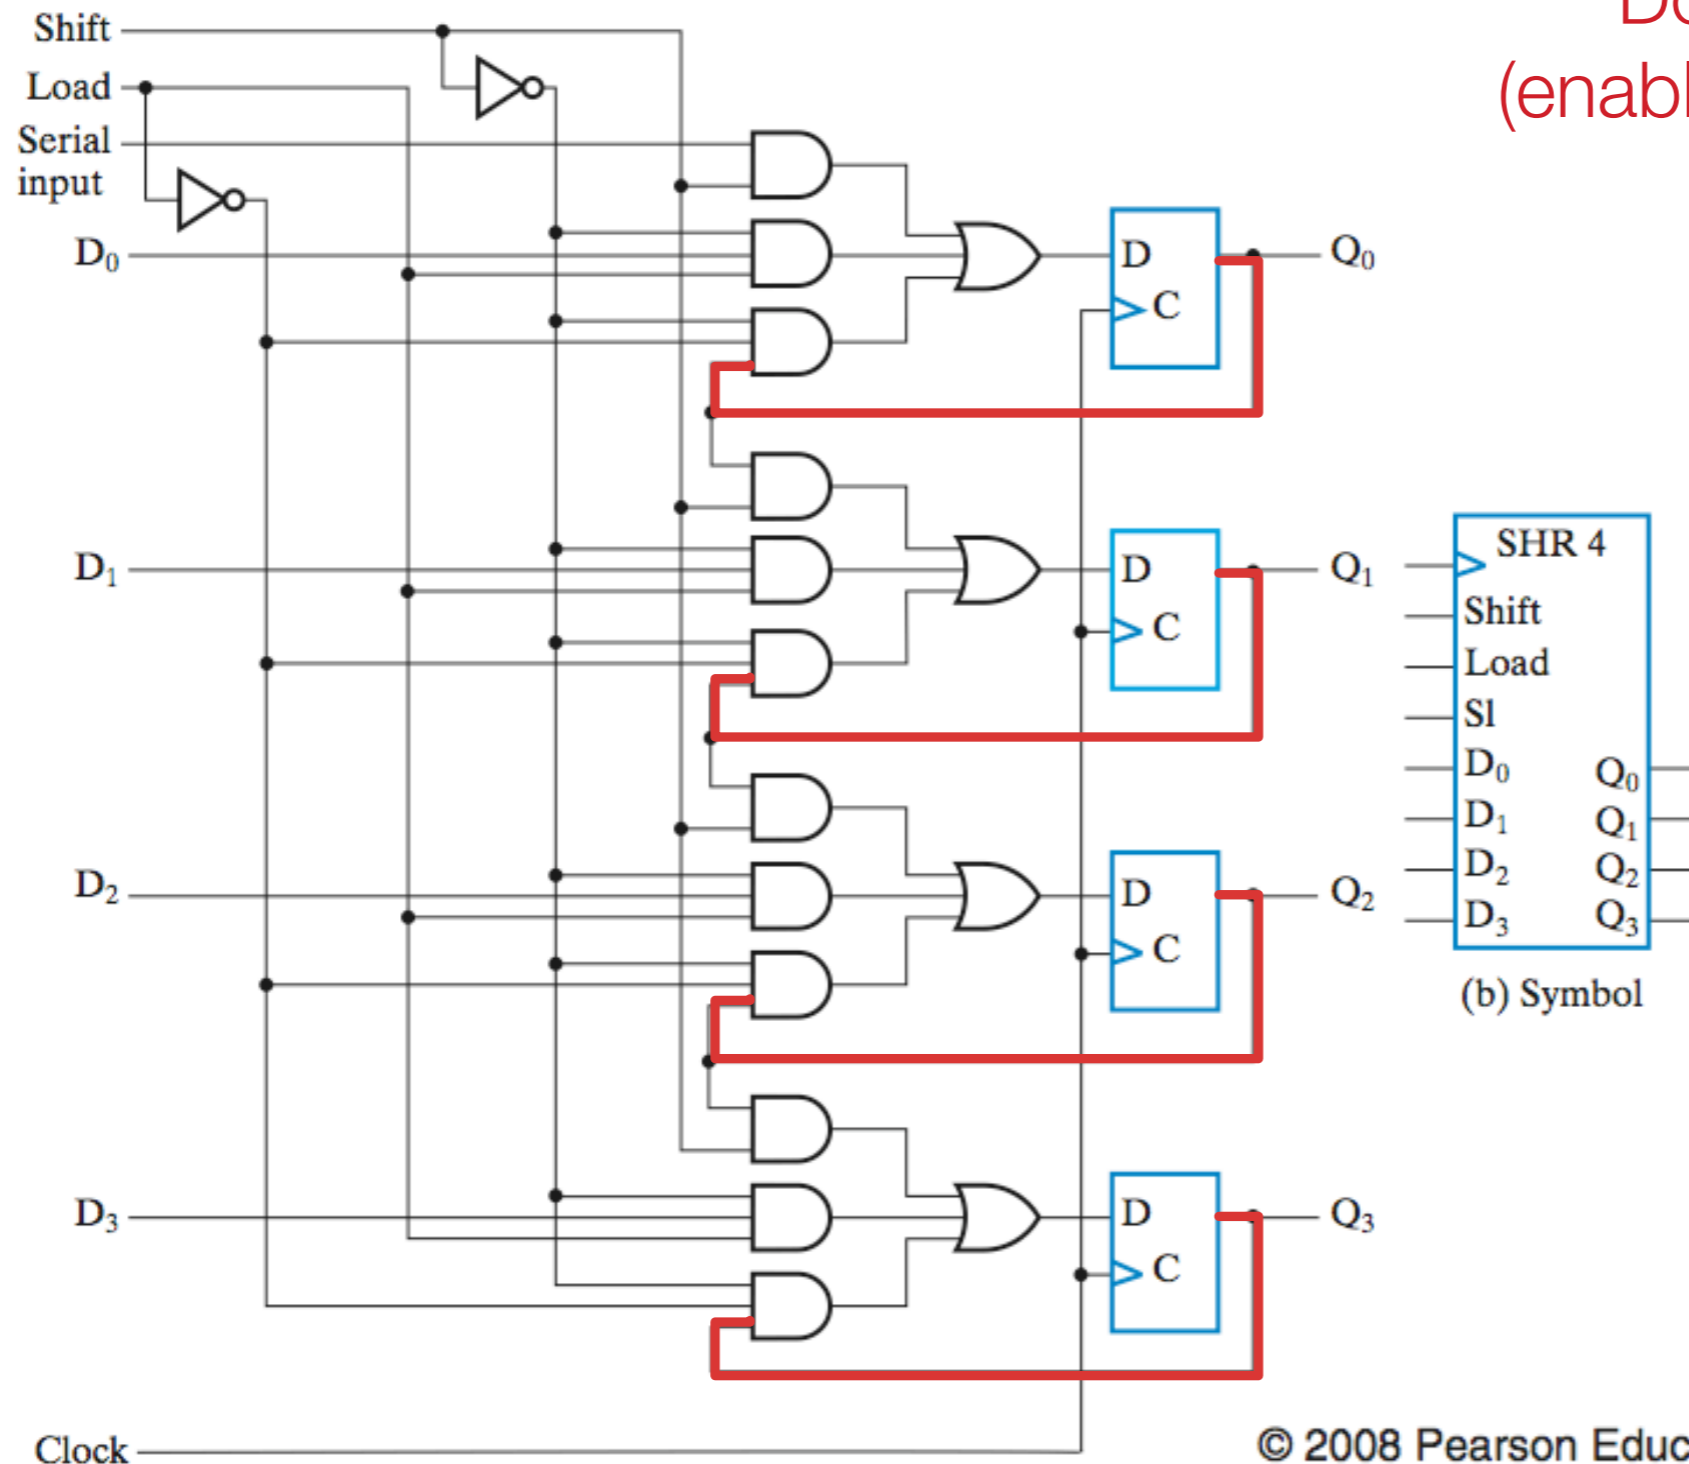 Shift
Load
Serial
input
D₀
D₁
D₂
D₃
Clock
D
C
Q₀
D
C
Q₁
D
C
Q₂
D
C
Q₃
(enabl
SHR 4
Shift
Load
Sl
D₀ Q₀
D₁ Q₁
D₂ Q₂
D₃ Q₃
(b) Symbol
© 2008 Pearson Educ